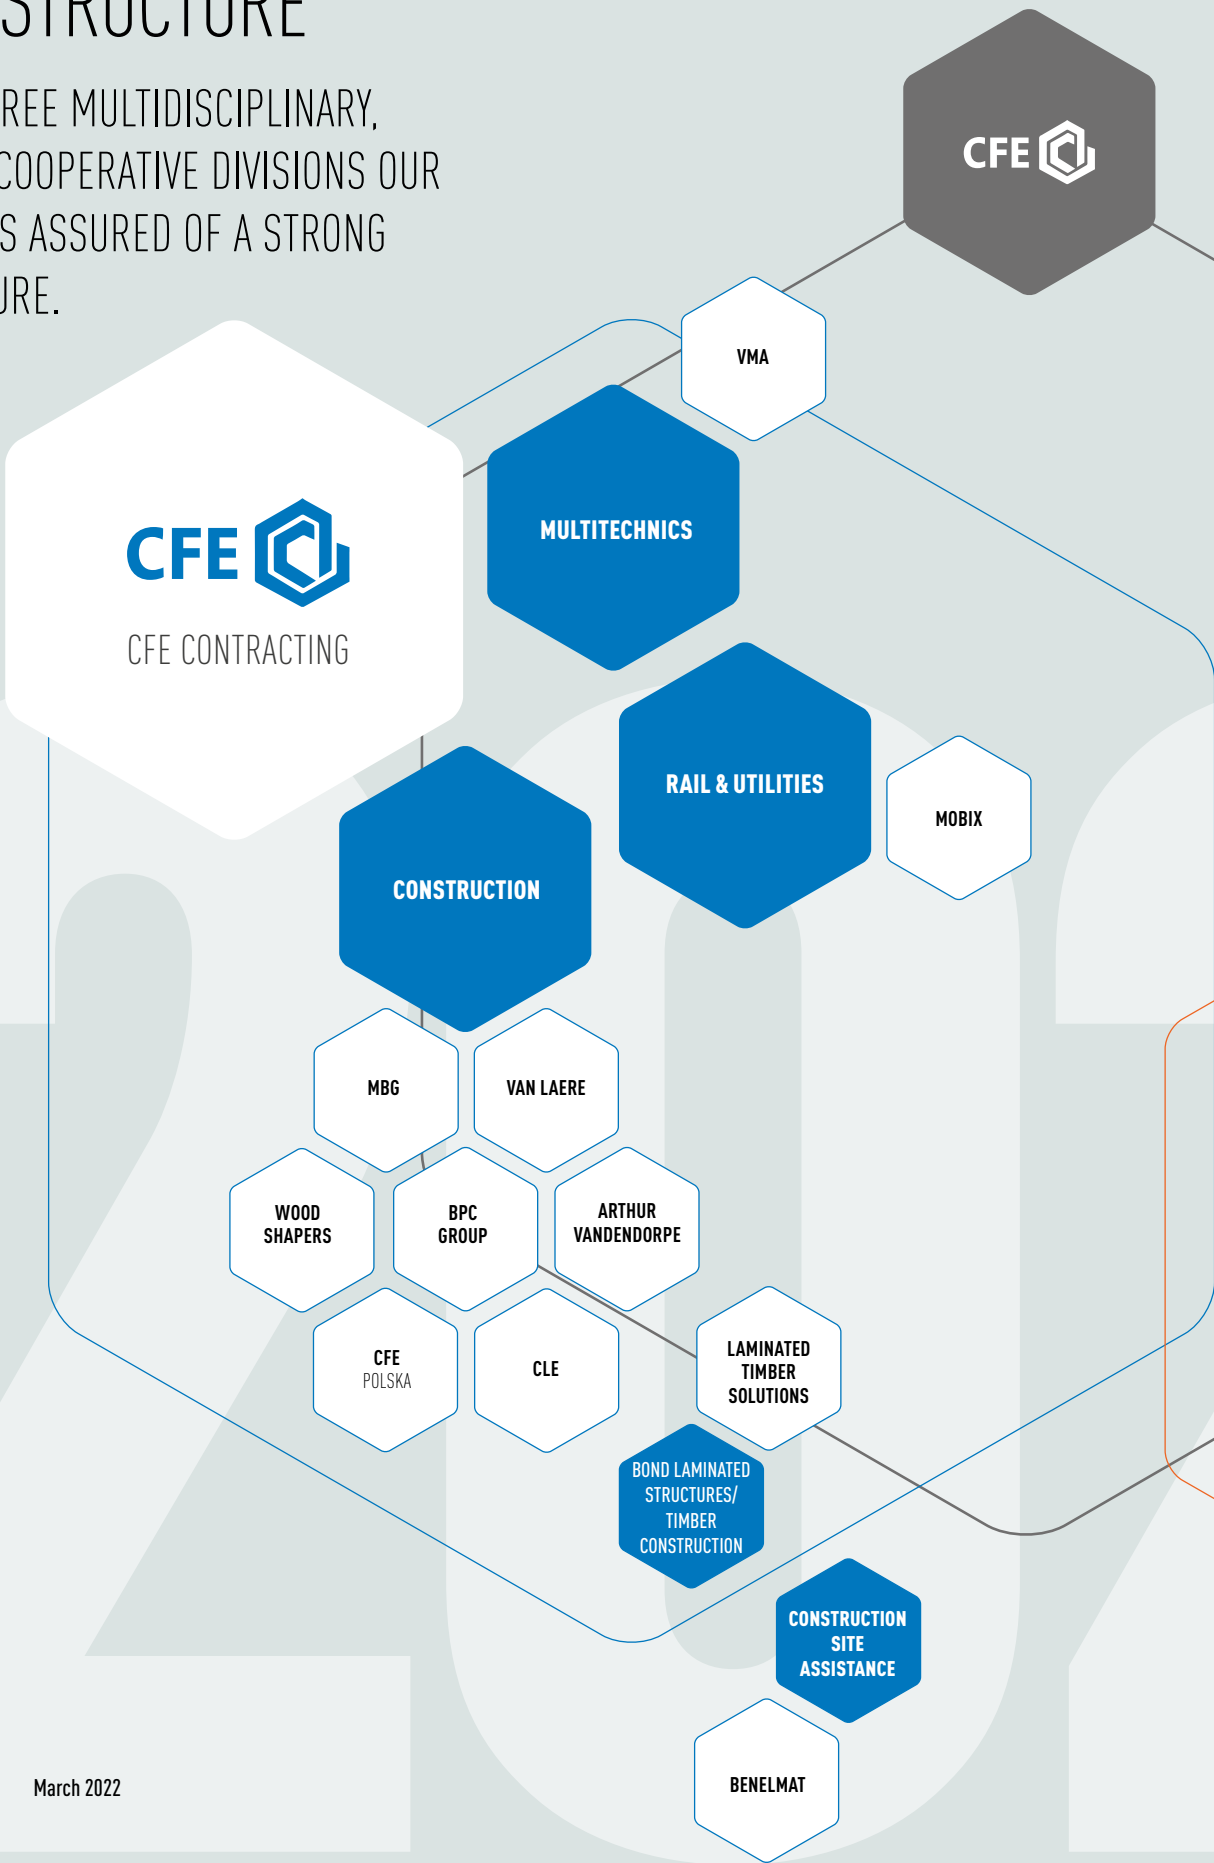 STRUCTURE
REE MULTIDISCIPLINARY,
COOPERATIVE DIVISIONS OUR
S ASSURED OF A STRONG
URE.
CFE
VMA
MULTITECHNICS
CFE
CFE CONTRACTING
RAIL & UTILITIES
MOBIX
CONSTRUCTION
MBG
VAN LAERE
WOOD
SHAPERS
BPC
GROUP
ARTHUR
VANDENDORPE
CFE
POLSKA
CLE
LAMINATED
TIMBER
SOLUTIONS
BOND LAMINATED
STRUCTURES/
TIMBER
CONSTRUCTION
CONSTRUCTION
SITE
ASSISTANCE
BENELMAT
March 2022
202